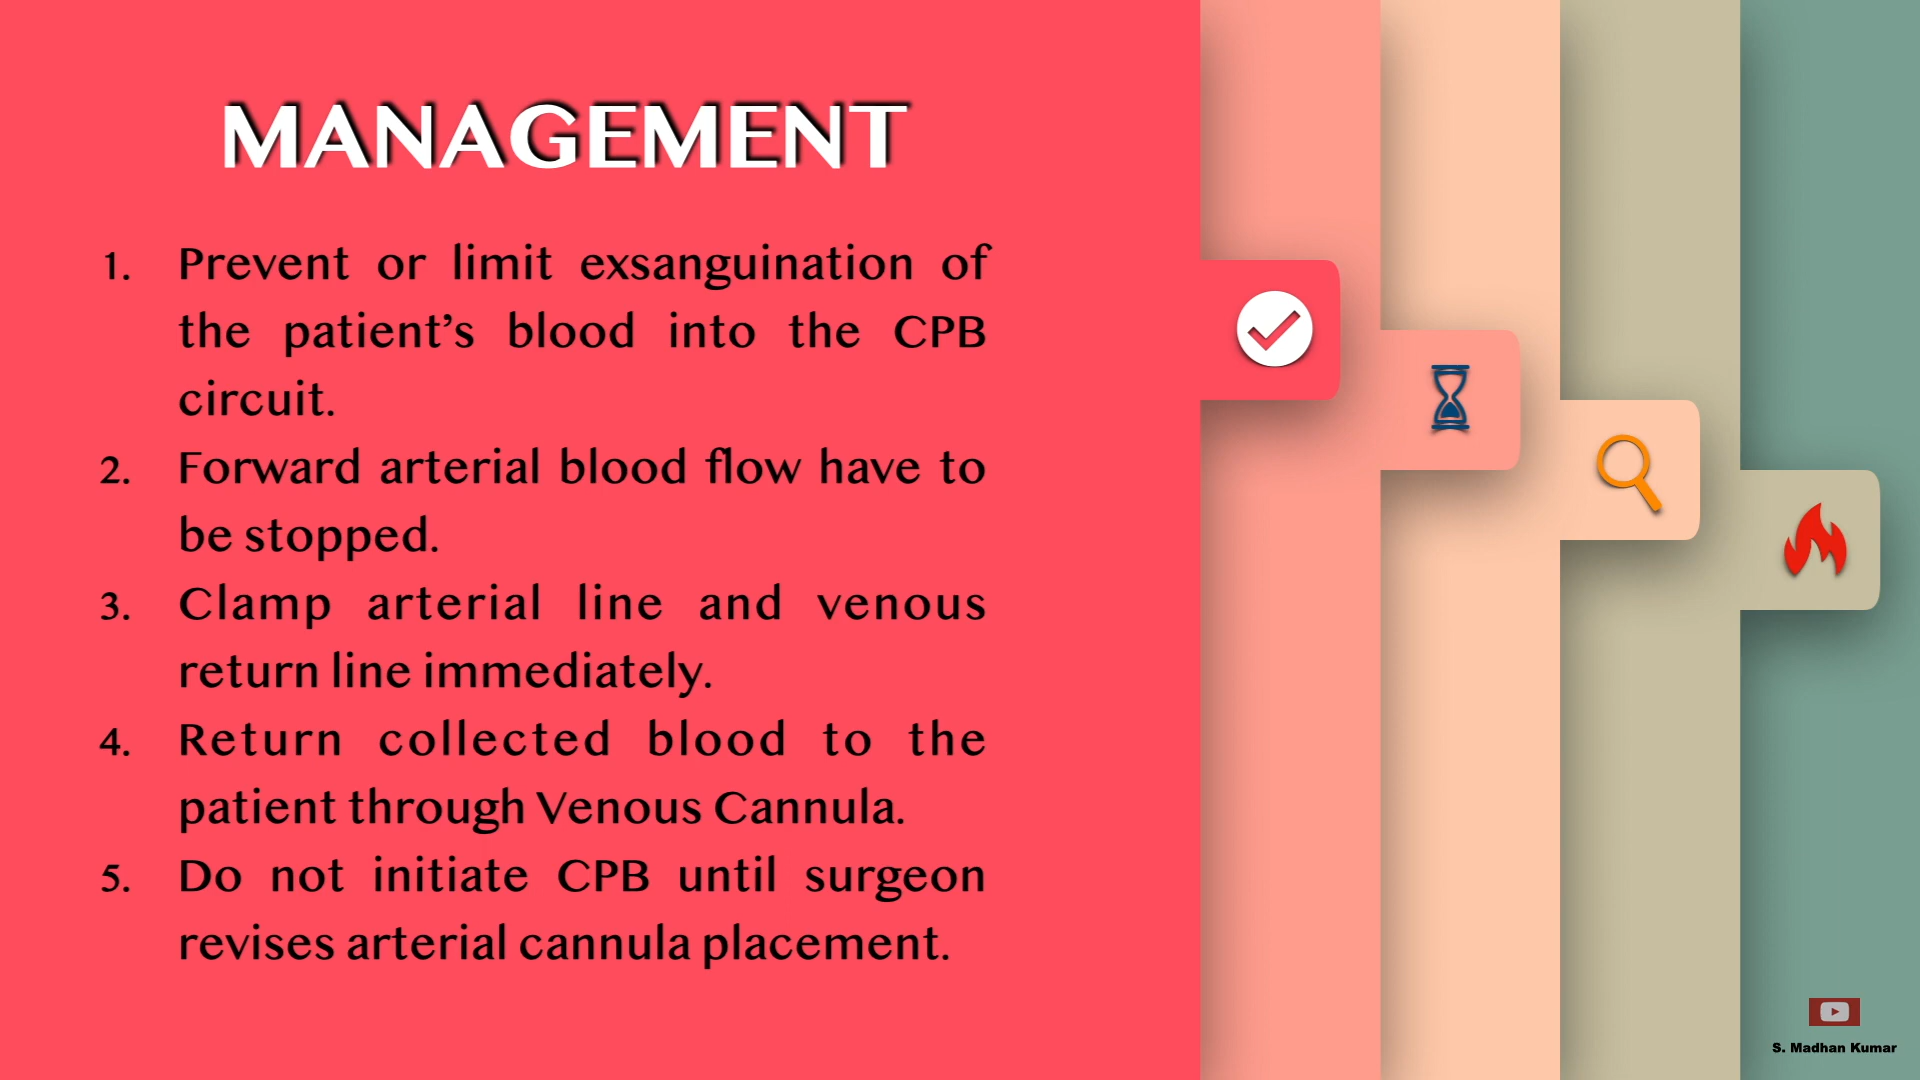 MANAGEMENT
1. Prevent or limit exsanguination of
the patient’s blood into the CPB
circuit.
2. Forward arterial blood flow have to
be stopped.
3. Clamp arterial line and venous
return line immediately.
4. Return collected blood to the
patient through Venous Cannula.
5. Do not initiate CPB until surgeon
revises arterial cannula placement.
S. Madhan Kumar